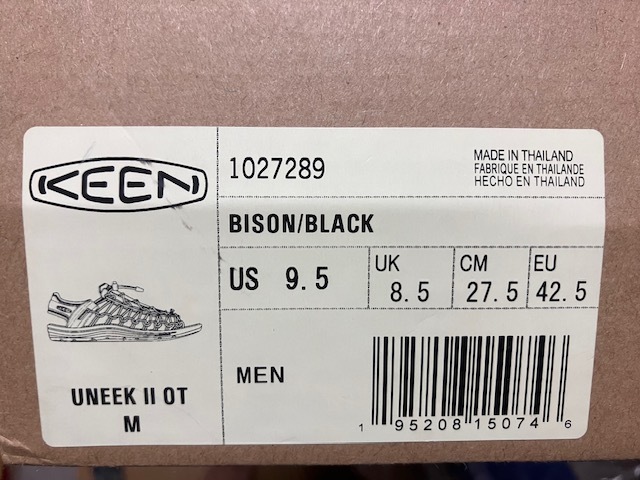 KEEN
1027289
MADE IN THAILAND
FABRIQUE EN THAILANDE
HECHO EN THAILAND
BISON/BLACK
US 9.5
UK 8.5
CM 27.5
EU 42.5
UNEEK II OT
M
MEN
1 95208 15074 6